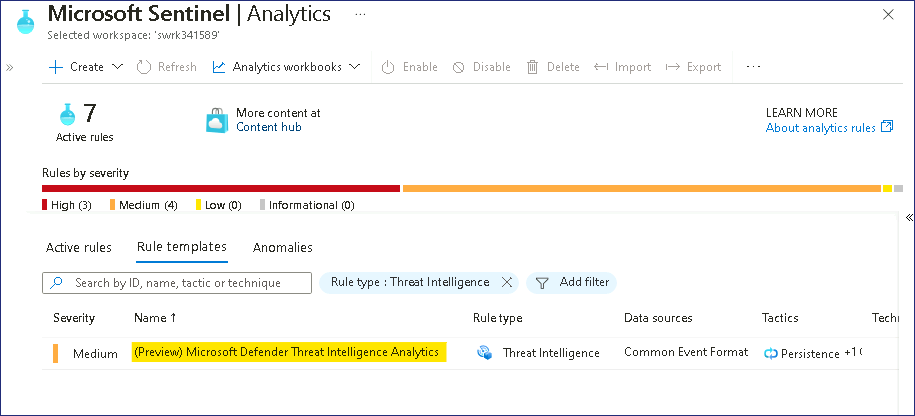 Microsoft Sentinel | Analytics ...
Selected workspace: 'swrk341589'
Create Refresh Analytics workbooks Enable Disable Delete Import Export ...
7
Active rules
More content at
Content hub
LEARN MORE
About analytics rules
Rules by severity
High (3) Medium (4) Low (0) Informational (0)
Active rules Rule templates Anomalies
Search by ID, name, tactic or technique Rule type : Threat Intelligence Add filter
Severity Name ↑ Rule type Data sources Tactics
Medium (Preview) Microsoft Defender Threat Intelligence Analytics Threat Intelligence Common Event Format Persistence +1